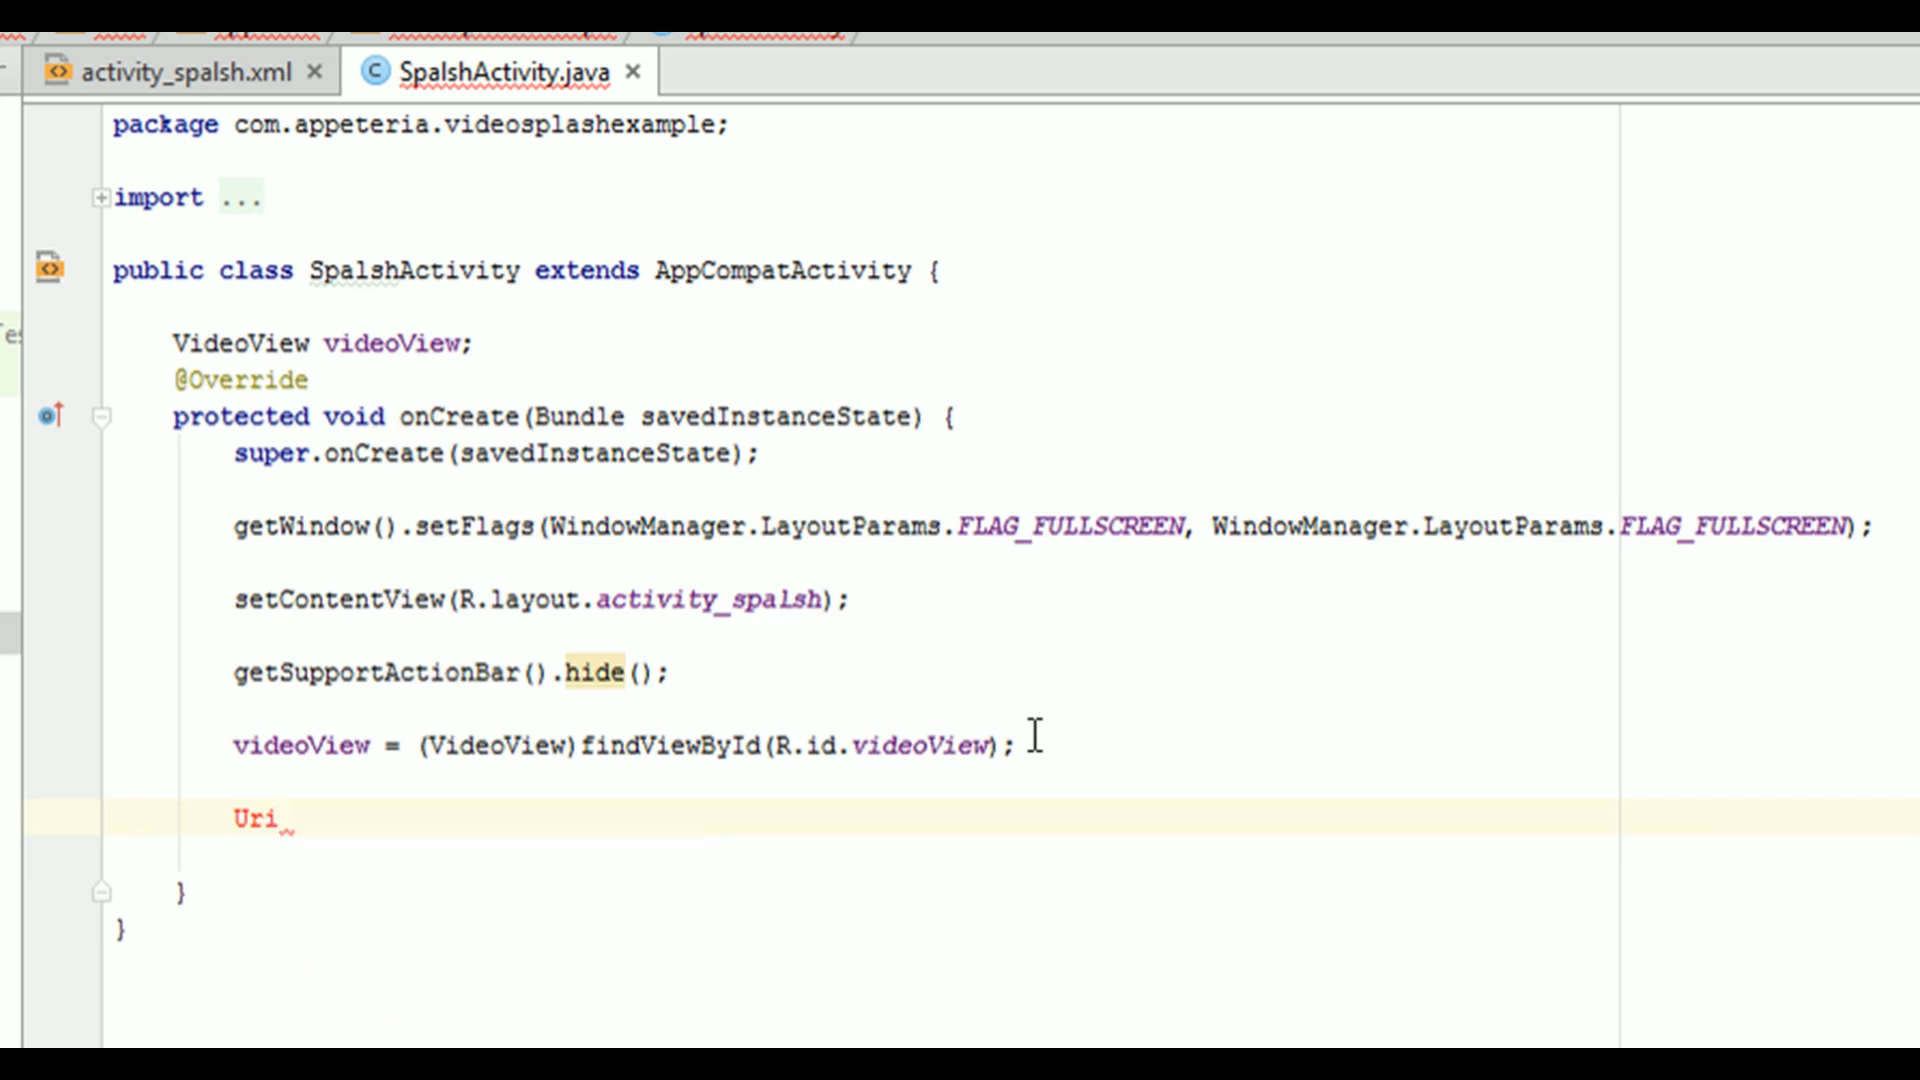 activity_spalsh.xml
SpalshActivity.java
package com.appeteria.videosplashexample;
import ...
public class SpalshActivity extends AppCompatActivity {
VideoView videoView;
@Override
protected void onCreate(Bundle savedInstanceState) {
super.onCreate(savedInstanceState);
getWindow().setFlags(WindowManager.LayoutParams.FLAG_FULLSCREEN, WindowManager.LayoutParams.FLAG_FULLSCREEN);
setContentView(R.layout.activity_spalsh);
getSupportActionBar().hide();
videoView = (VideoView)findViewById(R.id.videoView);
Uri
}
}